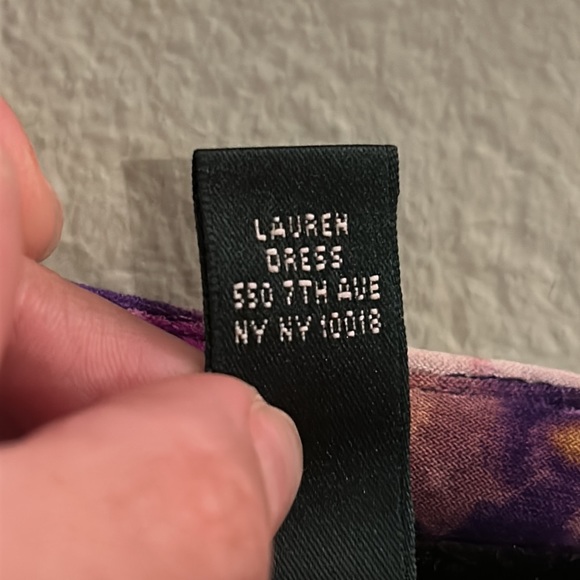 LAUREN
DRESS
550 7TH AVE
NY NY 10018